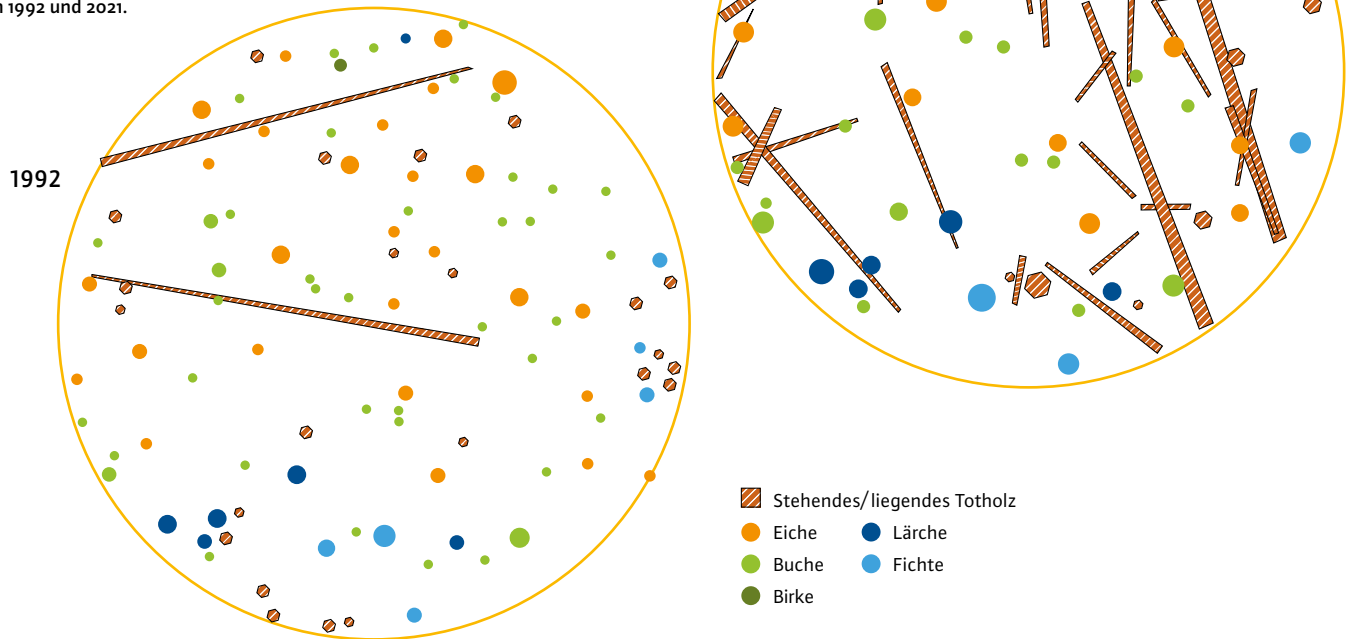 1992 und 2021.
1992
Stehendes/liegendes Totholz
Eiche
Lärche
Buche
Fichte
Birke